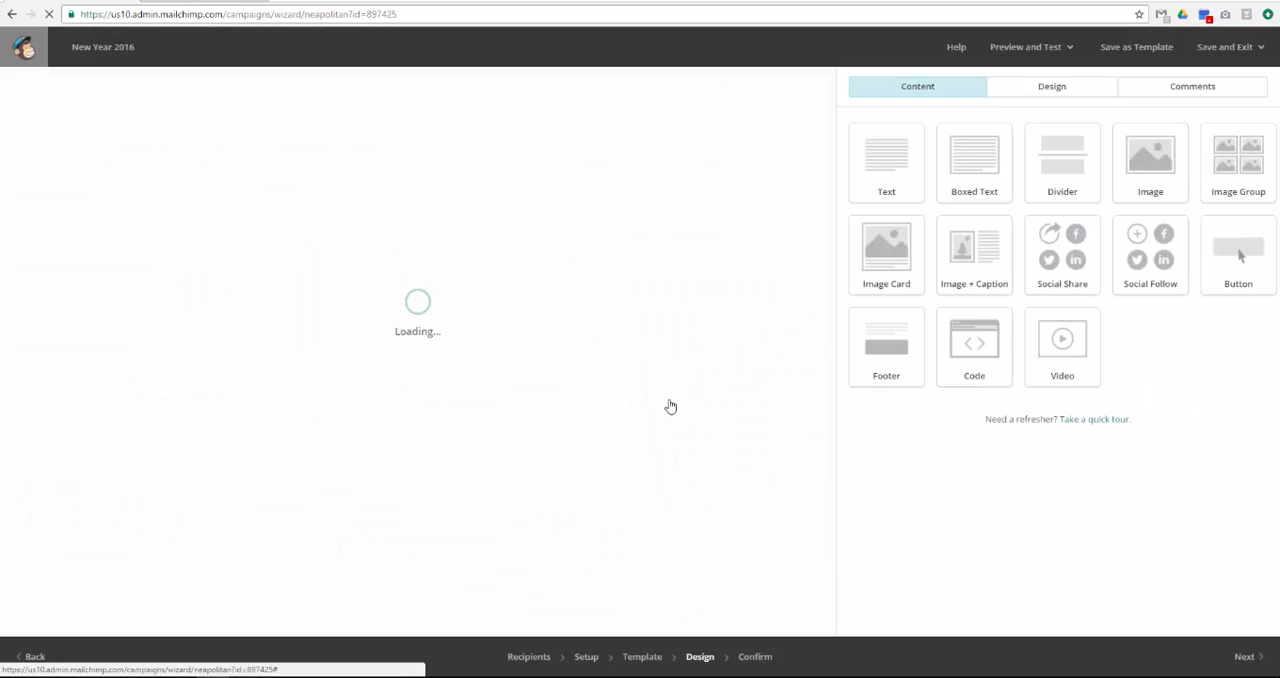 https://us10.admin.mailchimp.com/campaigns/wizard/neapolitan?id=897425
New Year 2016
Help
Preview and Test
Save as Template
Save and Exit
Content
Design
Comments
Text
Boxed Text
Divider
Image
Image Group
Image Card
Image + Caption
Social Share
Social Follow
Button
Footer
Code
Video
Need a refresher? Take a quick tour.
Loading...
Back
Recipients
Setup
Template
Design
Confirm
Next
https://us10.admin.mailchimp.com/campaigns/wizard/neapolitan?id=897425#